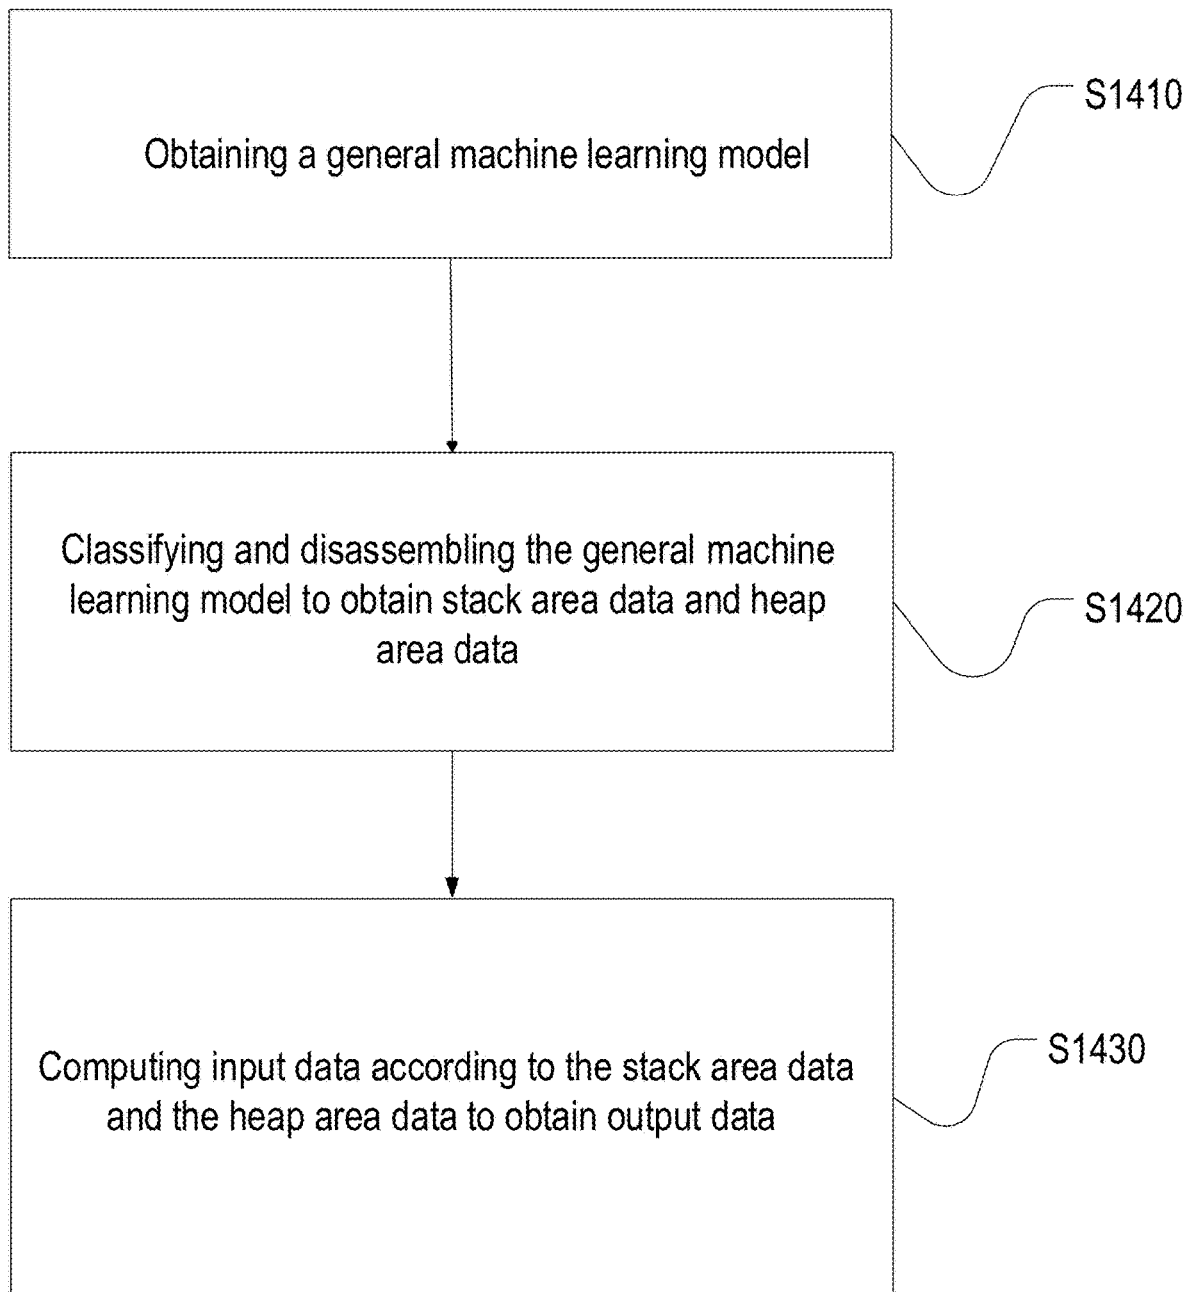 Obtaining a general machine learning model
S1410
Classifying and disassembling the general machine
learning model to obtain stack area data and heap
area data
S1420
Computing input data according to the stack area data
and the heap area data to obtain output data
S1430